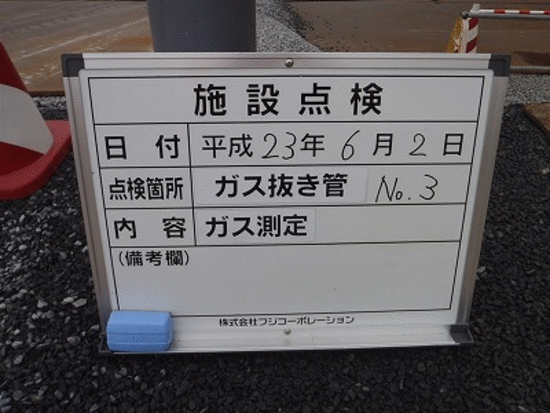 施設点検
日付 平成23年6月2日
点検箇所 ガス抜き管 No.3
内容 ガス測定
(備考欄)
株式会社フジコーポレーション